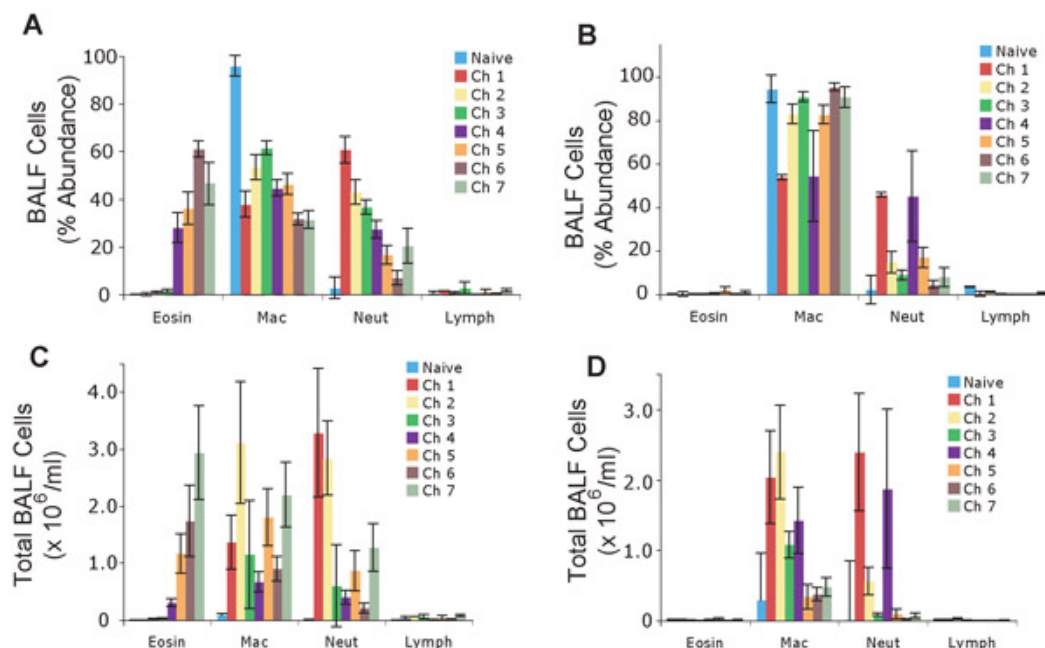 A
BALF Cells
(% Abundance)
100
80
60
40
20
0
Eosin Mac Neut Lymph
Naive
Ch 1
Ch 2
Ch 3
Ch 4
Ch 5
Ch 6
Ch 7
B
BALF Cells
(% Abundance)
100
80
60
40
20
0
Eosin Mac Neut Lymph
Naive
Ch 1
Ch 2
Ch 3
Ch 4
Ch 5
Ch 6
Ch 7
C
Total BALF Cells
(x 10⁶/ml)
4.0
3.0
2.0
1.0
0
Eosin Mac Neut Lymph
Naive
Ch 1
Ch 2
Ch 3
Ch 4
Ch 5
Ch 6
Ch 7
D
Total BALF Cells
(x 10⁶/ml)
3.0
2.0
1.0
0
Eosin Mac Neut Lymph
Naive
Ch 1
Ch 2
Ch 3
Ch 4
Ch 5
Ch 6
Ch 7